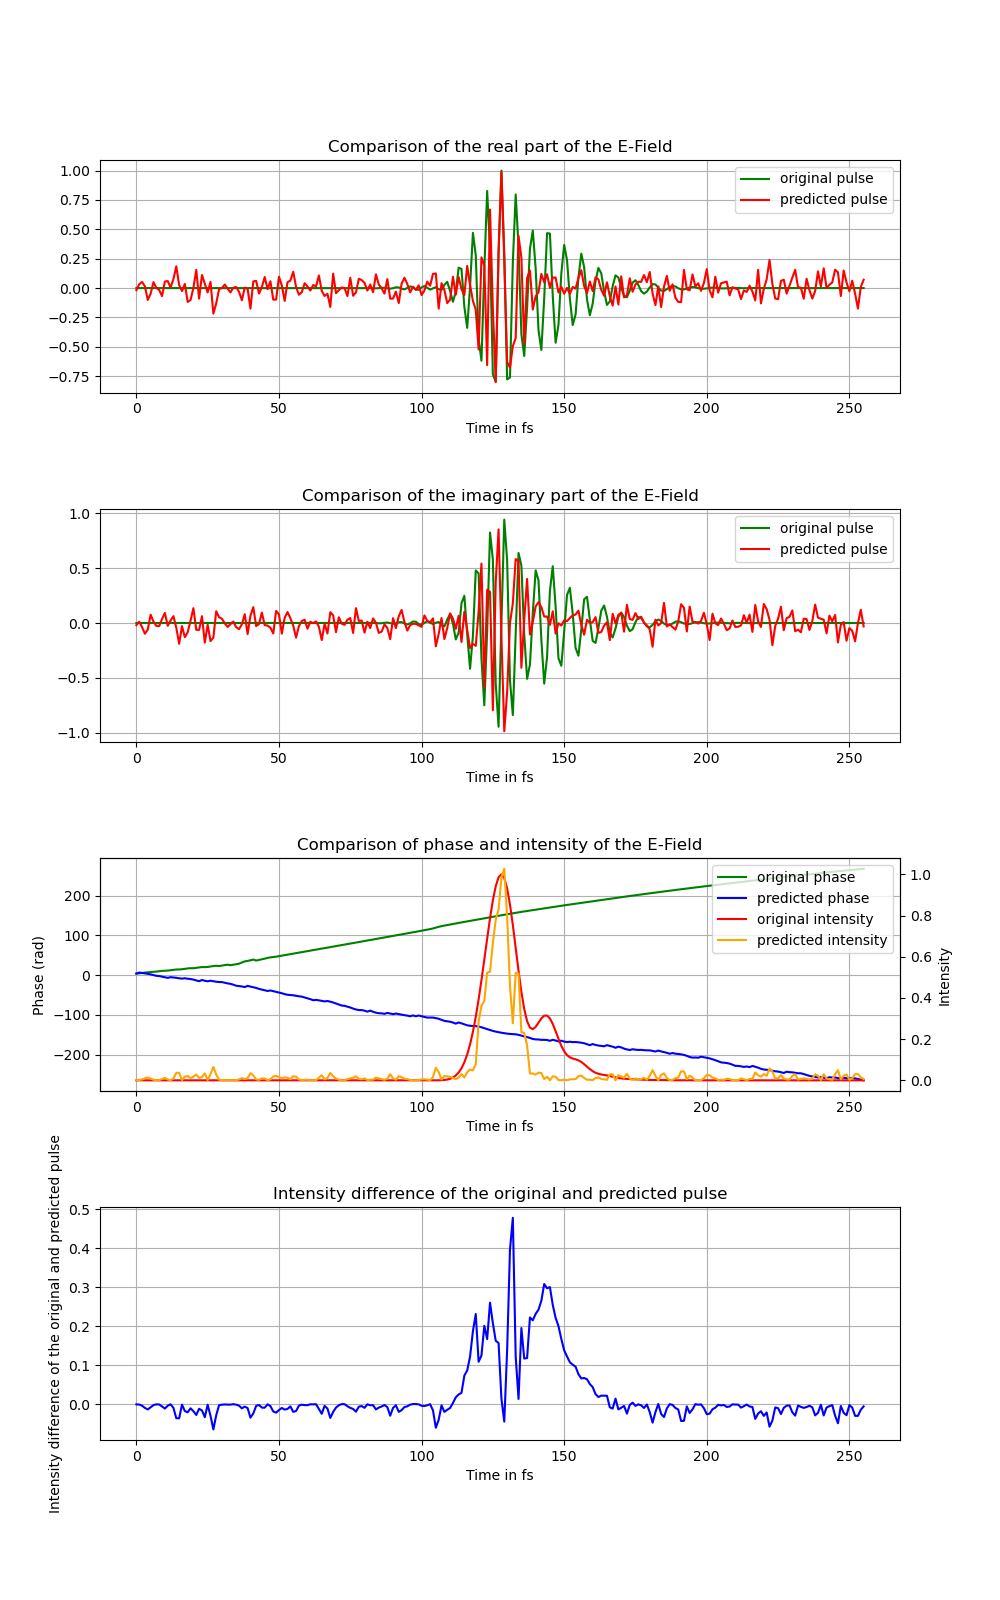 Comparison of the real part of the E-Field
original pulse
predicted pulse
1.00
0.75
0.50
0.25
0.00
−0.25
−0.50
−0.75
0 50 100 150 200 250
Time in fs
Comparison of the imaginary part of the E-Field
original pulse
predicted pulse
1.0
0.5
0.0
−0.5
−1.0
0 50 100 150 200 250
Time in fs
Comparison of phase and intensity of the E-Field
original phase
predicted phase
original intensity
predicted intensity
Phase (rad)
200
100
0
−100
−200
1.0
0.8
0.6
0.4
0.2
0.0
Intensity
0 50 100 150 200 250
Time in fs
Intensity difference of the original and predicted pulse
Intensity difference of the original and predicted pulse
0.5
0.4
0.3
0.2
0.1
0.0
0 50 100 150 200 250
Time in fs